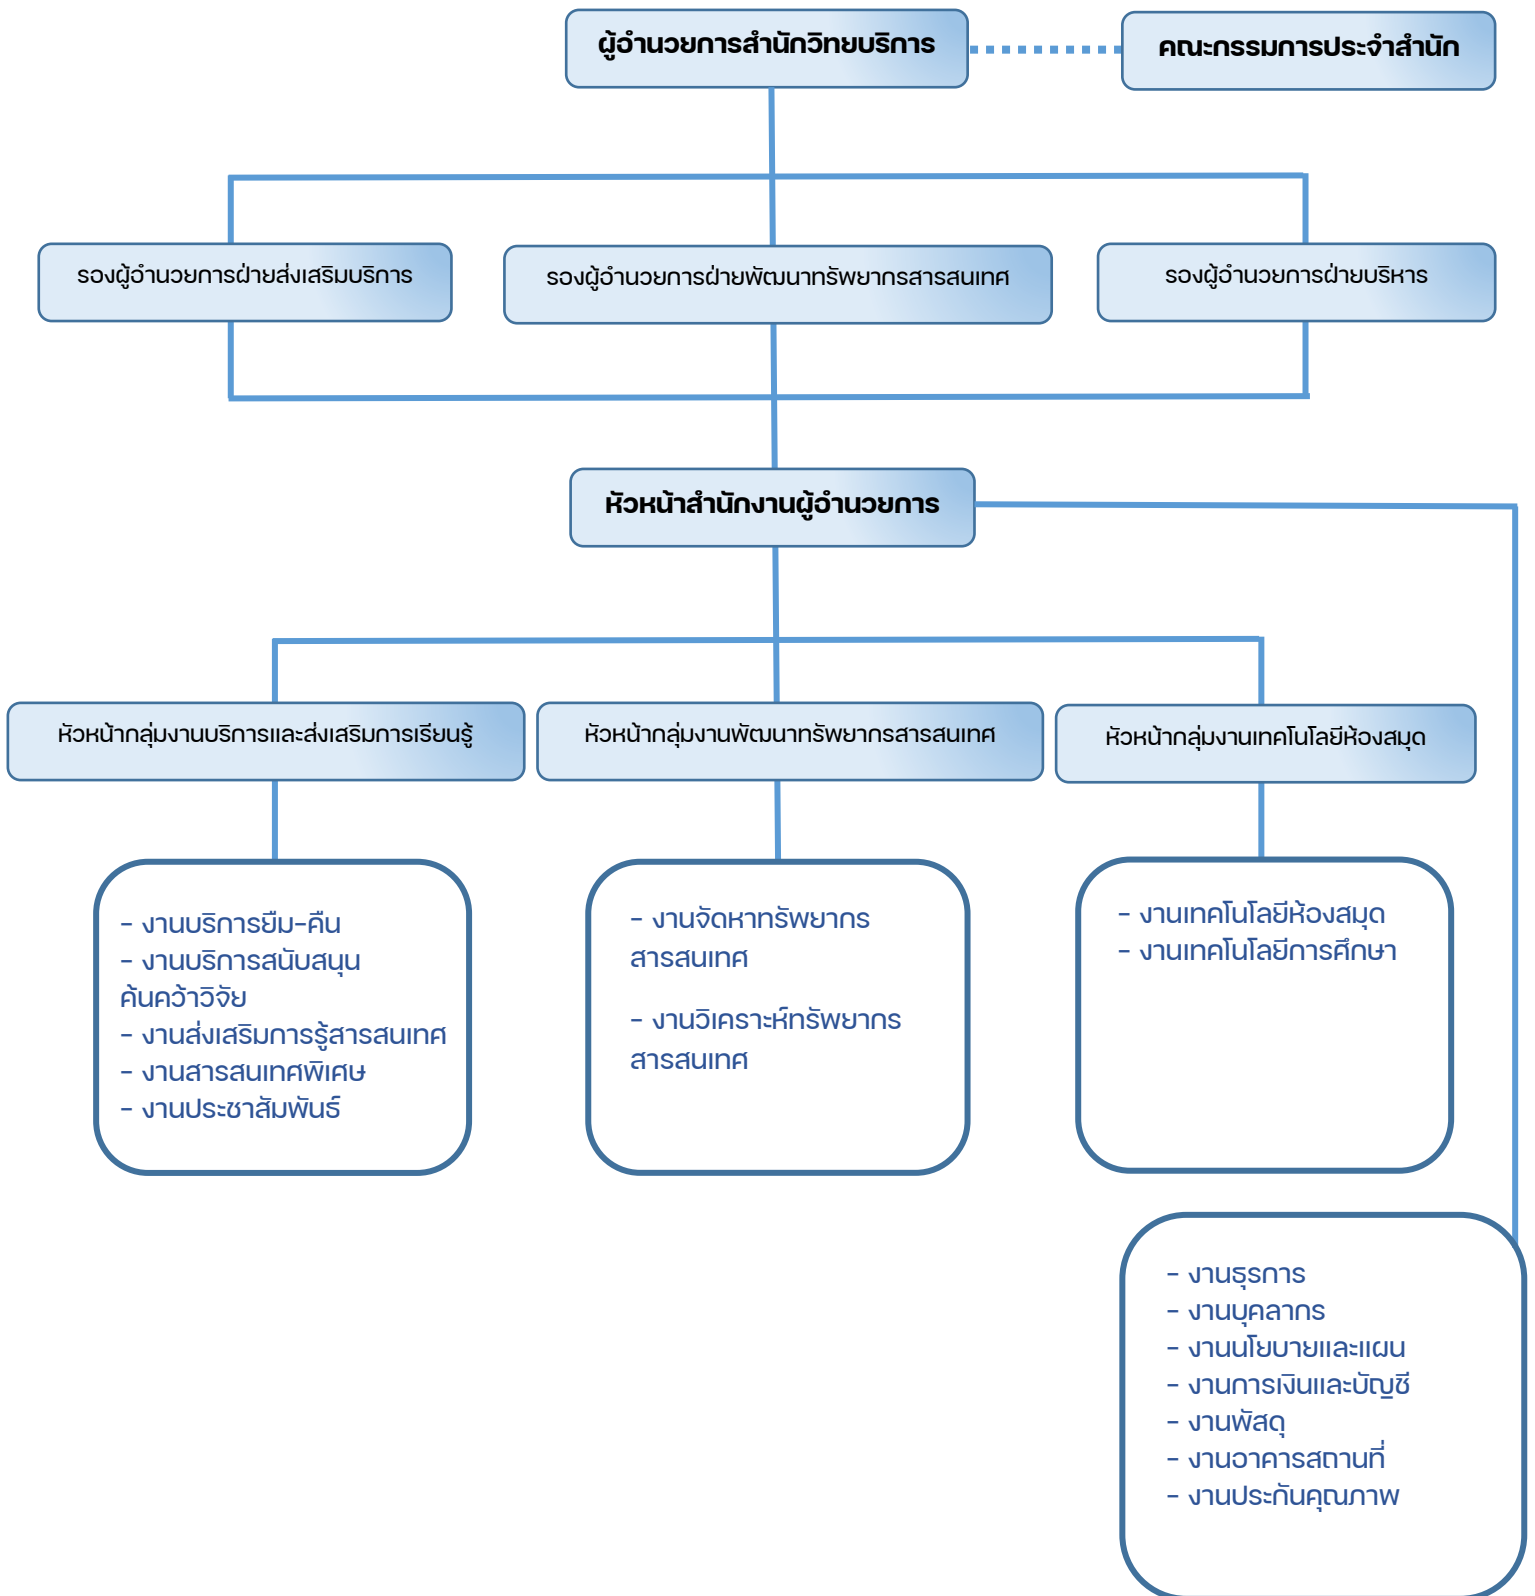 ผู้อำนวยการสำนักวิทยบริการ
คณะกรรมการประจำสำนัก
รองผู้อำนวยการฝ่ายส่งเสริมบริการ
รองผู้อำนวยการฝ่ายพัฒนาทรัพยากรสารสนเทศ
รองผู้อำนวยการฝ่ายบริหาร
หัวหน้าสำนักงานผู้อำนวยการ
หัวหน้ากลุ่มงานบริการและส่งเสริมการเรียนรู้
หัวหน้ากลุ่มงานพัฒนาทรัพยากรสารสนเทศ
หัวหน้ากลุ่มงานเทคโนโลยีห้องสมุด
- งานบริการยืม-คืน
- งานบริการสนับสนุน
ค้นคว้าวิจัย
- งานส่งเสริมการรู้สารสนเทศ
- งานสารสนเทศพิเศษ
- งานประชาสัมพันธ์
- งานจัดหาทรัพยากร
สารสนเทศ
- งานวิเคราะห์ทรัพยากร
สารสนเทศ
- งานเทคโนโลยีห้องสมุด
- งานเทคโนโลยีการศึกษา
- งานธุรการ
- งานบุคลากร
- งานนโยบายและแผน
- งานการเงินและบัญชี
- งานพัสดุ
- งานอาคารสถานที่
- งานประกันคุณภาพ